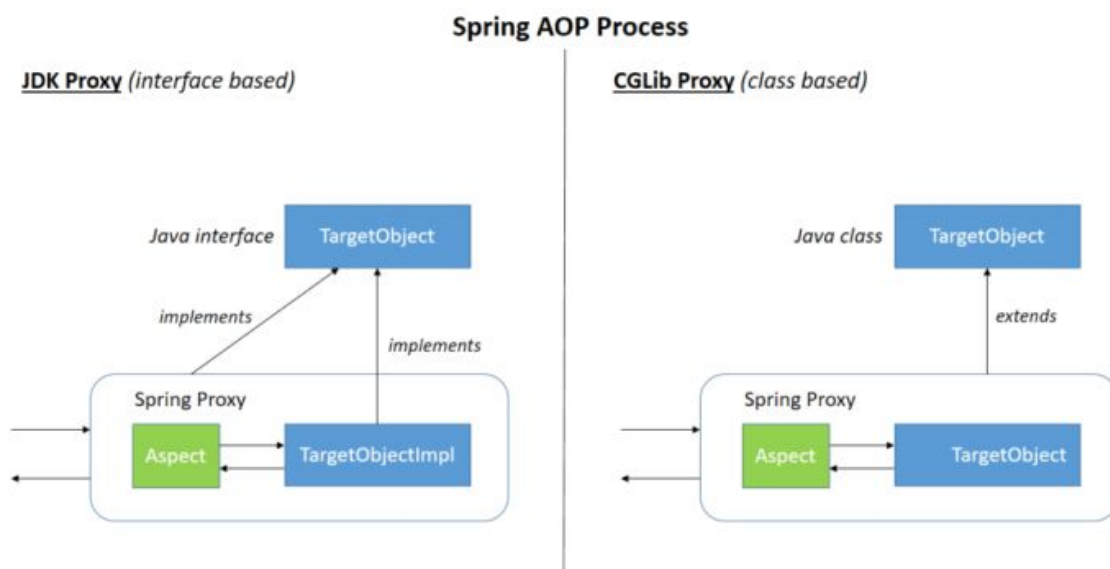 Spring AOP Process
JDK Proxy (interface based)
Java interface
TargetObject
implements
implements
Spring Proxy
Aspect
TargetObjectImpl
CGLib Proxy (class based)
Java class
TargetObject
extends
Spring Proxy
Aspect
TargetObject